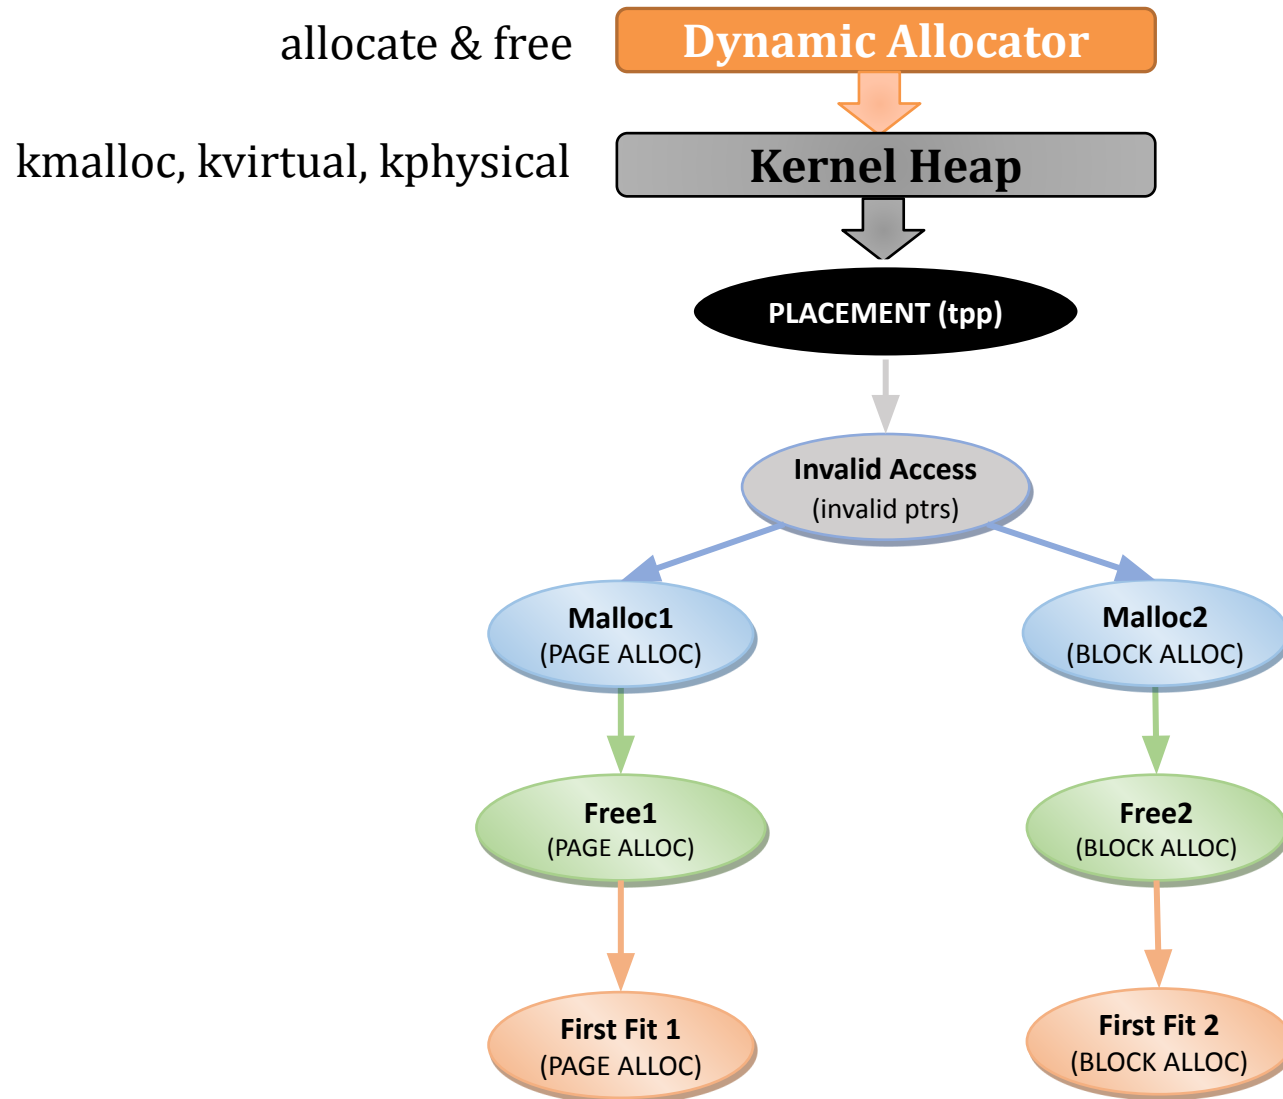 allocate & free
Dynamic Allocator
kmalloc, kvirtual, kphysical
Kernel Heap
PLACEMENT (tpp)
Invalid Access
(invalid ptrs)
Malloc1
(PAGE ALLOC)
Malloc2
(BLOCK ALLOC)
Free1
(PAGE ALLOC)
Free2
(BLOCK ALLOC)
First Fit 1
(PAGE ALLOC)
First Fit 2
(BLOCK ALLOC)